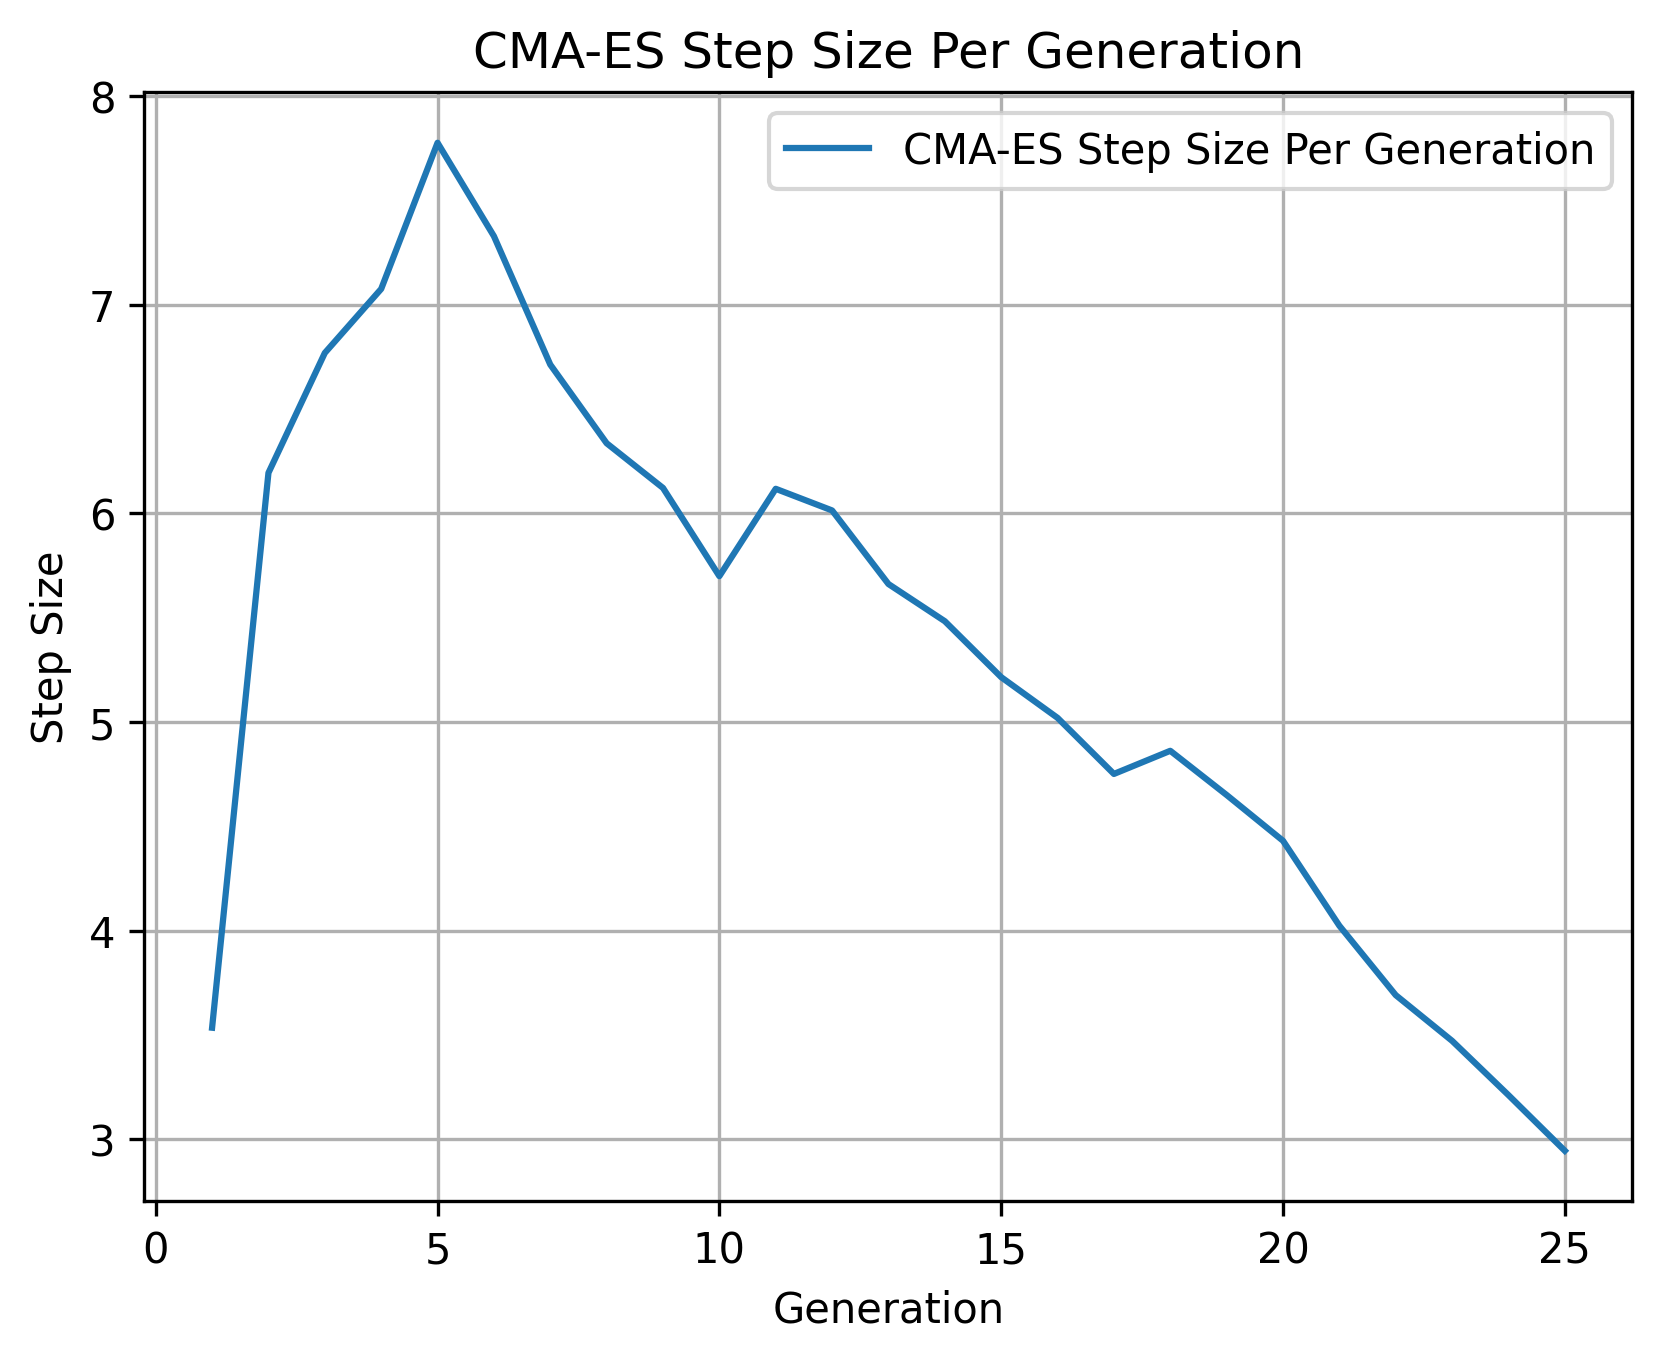 CMA-ES Step Size Per Generation
CMA-ES Step Size Per Generation
8
7
6
5
4
3
Step Size
0 5 10 15 20 25
Generation